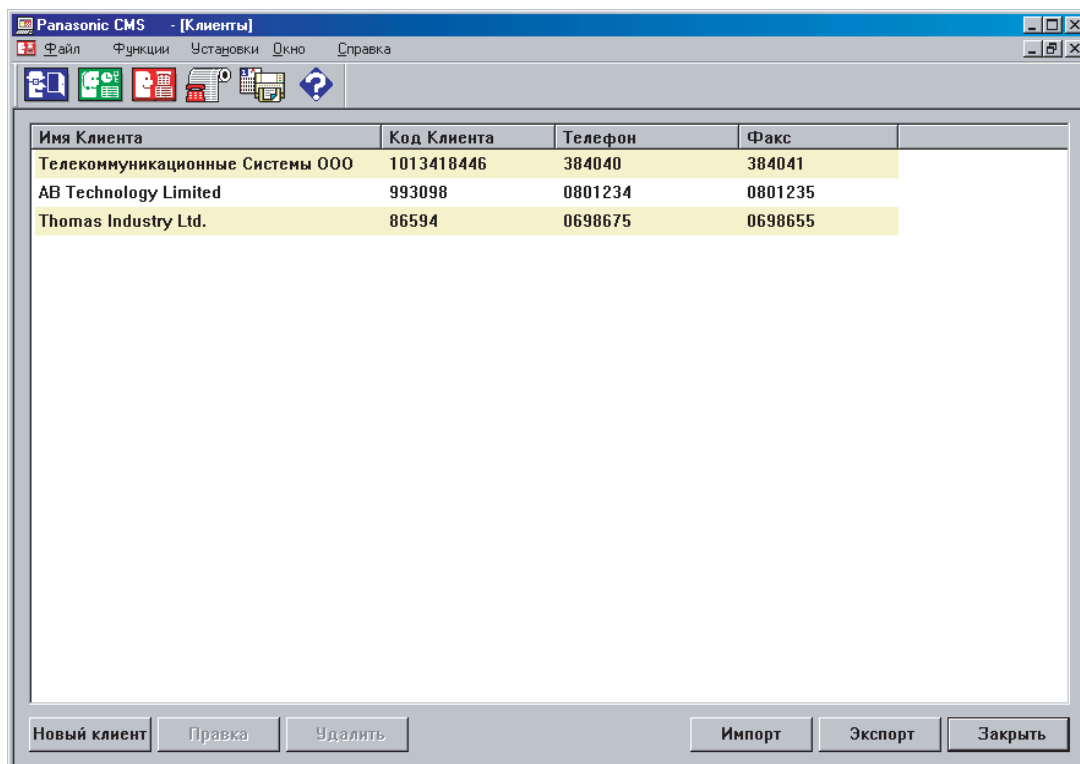 Panasonic CMS - [Клиенты]
Файл Функции Установки Окно Справка
Имя Клиента Код Клиента Телефон Факс
Телекоммуникационные Системы ООО 1013418446 384040 384041
AB Technology Limited 993098 0801234 0801235
Thomas Industry Ltd. 86594 0698675 0698655
Новый клиент Правка Удалить Импорт Экспорт Закрыть